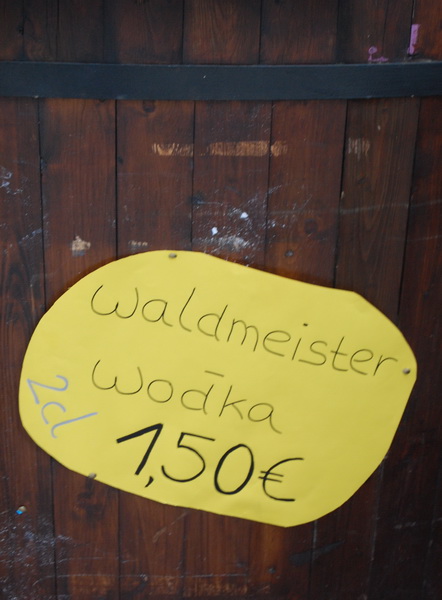 Waldmeister
Wodka
2cl
1,50€